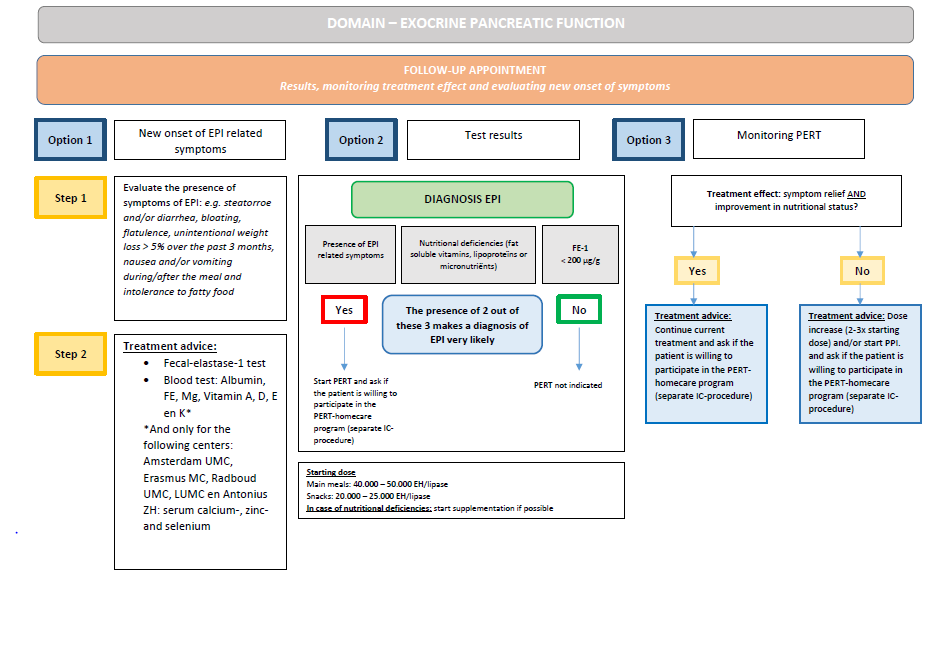 DOMAIN – EXOCRINE PANCREATIC FUNCTION
FOLLOW-UP APPOINTMENT
Results, monitoring treatment effect and evaluating new onset of symptoms
Option 1
New onset of EPI related
symptoms
Option 2
Test results
Option 3
Monitoring PERT
Step 1
Evaluate the presence of
symptoms of EPI: e.g. steatorroe
and/or diarrhea, bloating,
flatulence, unintentional weight
loss > 5% over the past 3 months,
nausea and/or vomiting
during/after the meal and
intolerance to fatty food
Step 2
Treatment advice:
• Fecal-elastase-1 test
• Blood test: Albumin,
FE, Mg, Vitamin A, D, E
en K*
*And only for the
following centers:
Amsterdam UMC,
Erasmus MC, Radboud
UMC, LUMC en Antonius
ZH: serum calcium-, zinc-
and selenium
DIAGNOSIS EPI
Presence of EPI
related symptoms
Nutritional deficiencies (fat
soluble vitamins, lipoproteins or
micronutriënts)
FE-1
< 200 µg/g
Yes
The presence of 2 out of
these 3 makes a diagnosis of
EPI very likely
No
Start PERT and ask if
the patient is willing to
participate in the
PERT-homecare
program (separate IC-
procedure)
PERT not indicated
Starting dose
Main meals: 40.000 – 50.000 EH/lipase
Snacks: 20.000 – 25.000 EH/lipase
In case of nutritional deficiencies: start supplementation if possible
Treatment effect: symptom relief AND
improvement in nutritional status?
Yes
No
Treatment advice:
Continue current
treatment and ask if the
patient is willing to
participate in the PERT-
homecare program
(separate IC-procedure)
Treatment advice: Dose
increase (2-3x starting
dose) and/or start PPI.
and ask if the patient is
willing to participate in
the PERT-homecare
program (separate IC-
procedure)